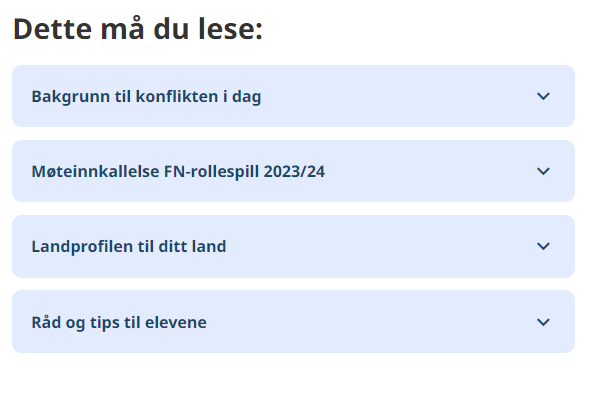 Dette må du lese:
Bakgrunn til konflikten i dag
Møteinnkallelse FN-rollespill 2023/24
Landprofilen til ditt land
Råd og tips til elevene